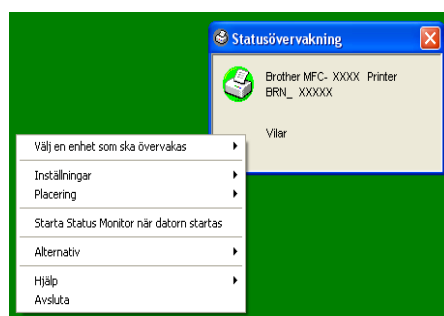 Statusövervakning
Brother MFC- XXXX Printer
BRN_ XXXXX
Vilar
Välj en enhet som ska övervakas
Inställningar
Placering
Starta Status Monitor när datorn startas
Alternativ
Hjälp
Avsluta